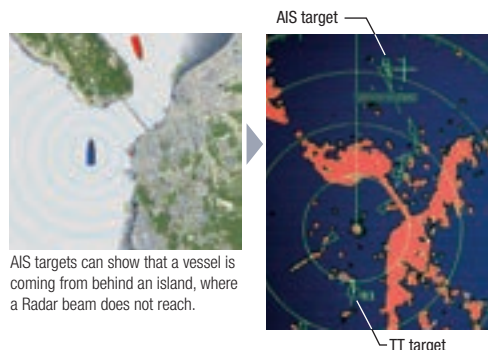 AIS target
AIS targets can show that a vessel is
coming from behind an island, where
a Radar beam does not reach.
TT target